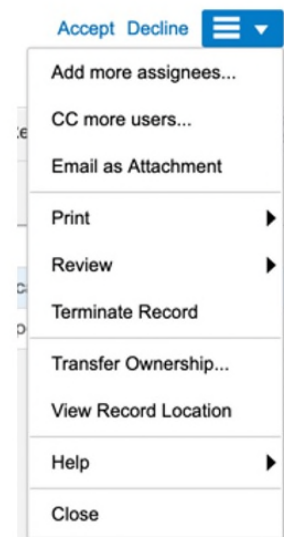 Accept Decline
Add more assignees...
CC more users...
Email as Attachment
Print
Review
Terminate Record
Transfer Ownership...
View Record Location
Help
Close